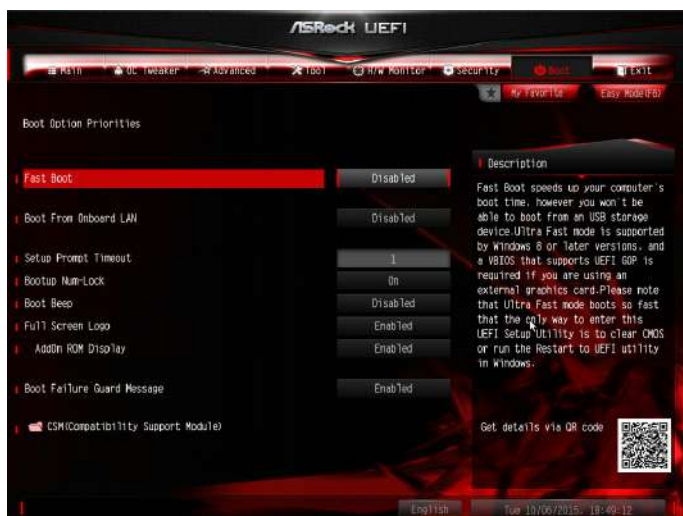 ASRock UEFI
Main OC Tweaker Advanced Tool H/W Monitor Security Boot Exit
My Favorite Easy Mode(F6)
Boot Option Priorities
Fast Boot Disabled
Boot From Onboard LAN Disabled
Setup Prompt Timeout 1
Bootup Num-Lock On
Boot Beep Disabled
Full Screen Logo Enabled
AddOn ROM Display Enabled
Boot Failure Guard Message Enabled
CSM(Compatibility Support Module)
Description
Fast Boot speeds up your computer's
boot time. however you won't be
able to boot from an USB storage
device.Ultra Fast mode is supported
by Windows 8 or later versions. and
a VBIOS that supports UEFI GOP is
required if you are using an
external graphics card.Please note
that Ultra Fast mode boots so fast
that the only way to enter this
UEFI Setup Utility is to clear CMOS
or run the Restart to UEFI utility
in Windows.
Get details via QR code
English Tue 10/06/2015. 18:49:12